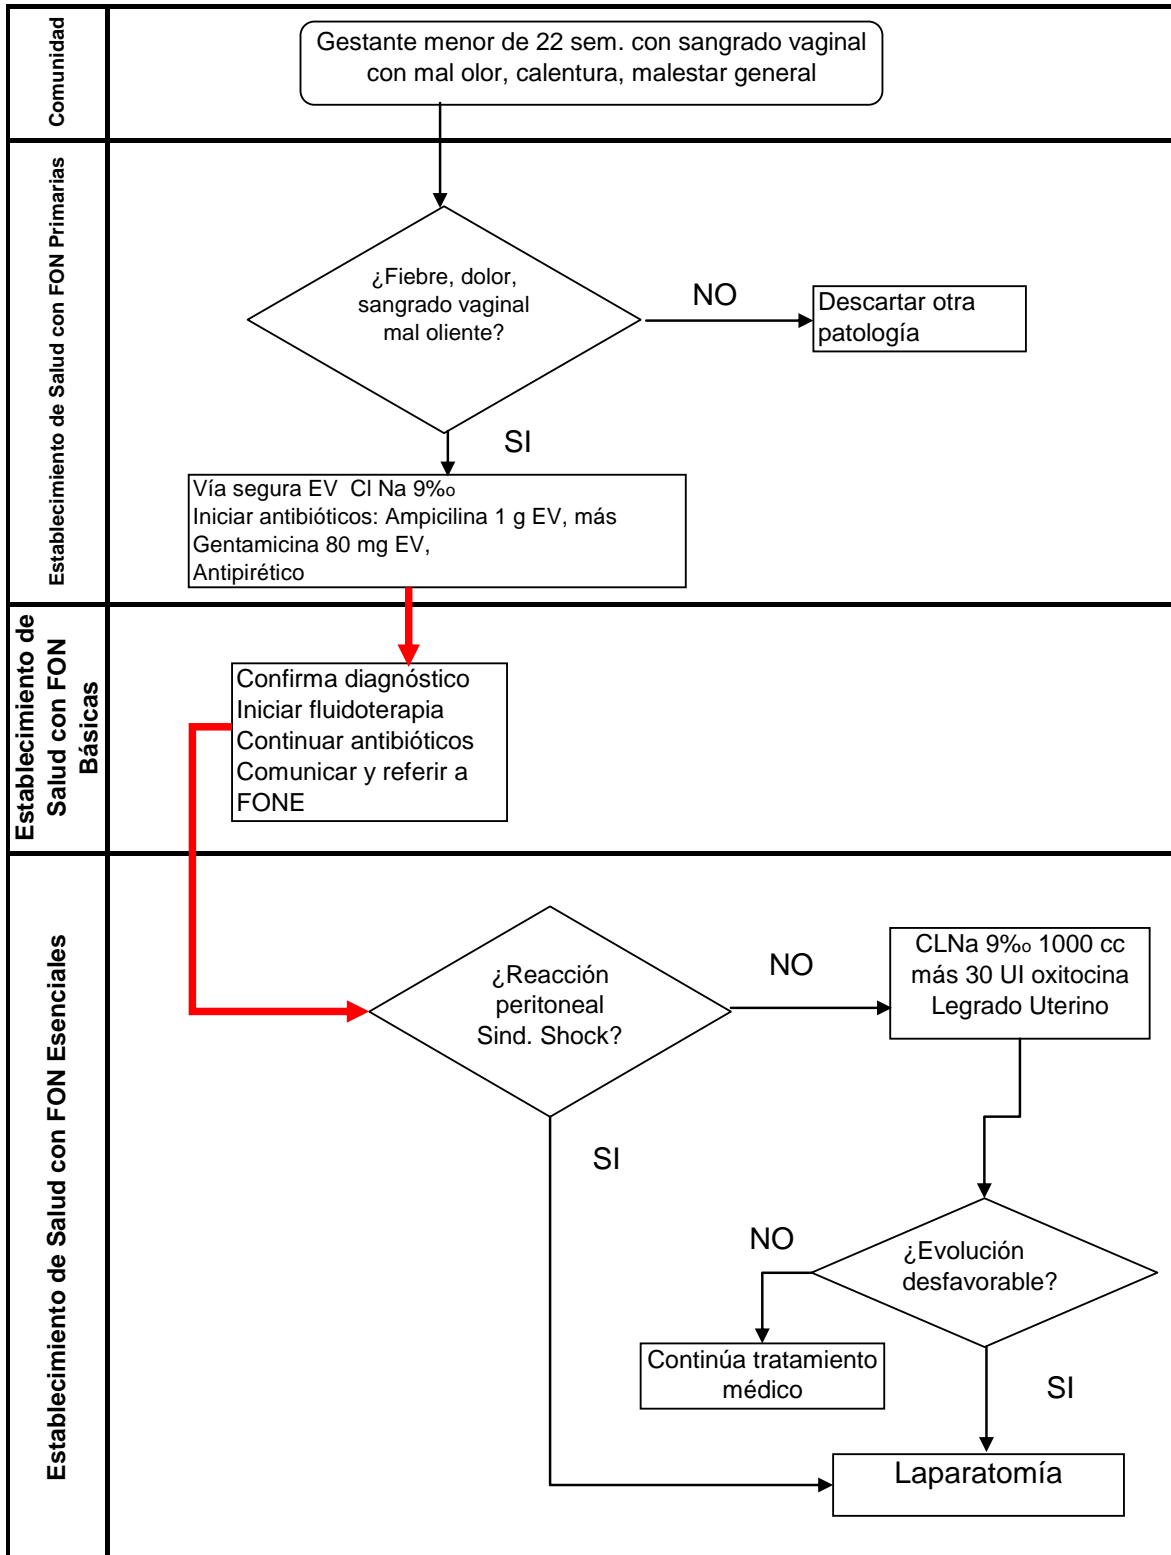 Comunidad
Gestante menor de 22 sem. con sangrado vaginal
con mal olor, calentura, malestar general
Establecimiento de Salud con FON Primarias
¿Fiebre, dolor,
sangrado vaginal
mal oliente?
NO
Descartar otra
patología
SI
Vía segura EV  Cl Na 9‰
Iniciar antibióticos: Ampicilina 1 g EV, más
Gentamicina 80 mg EV,
Antipirético
Establecimiento de
Salud con FON
Básicas
Confirma diagnóstico
Iniciar fluidoterapia
Continuar antibióticos
Comunicar y referir a
FONE
Establecimiento de Salud con FON Esenciales
¿Reacción
peritoneal
Sind. Shock?
NO
CLNa 9‰ 1000 cc
más 30 UI oxitocina
Legrado Uterino
SI
¿Evolución
desfavorable?
NO
Continúa tratamiento
médico
SI
Laparatomía